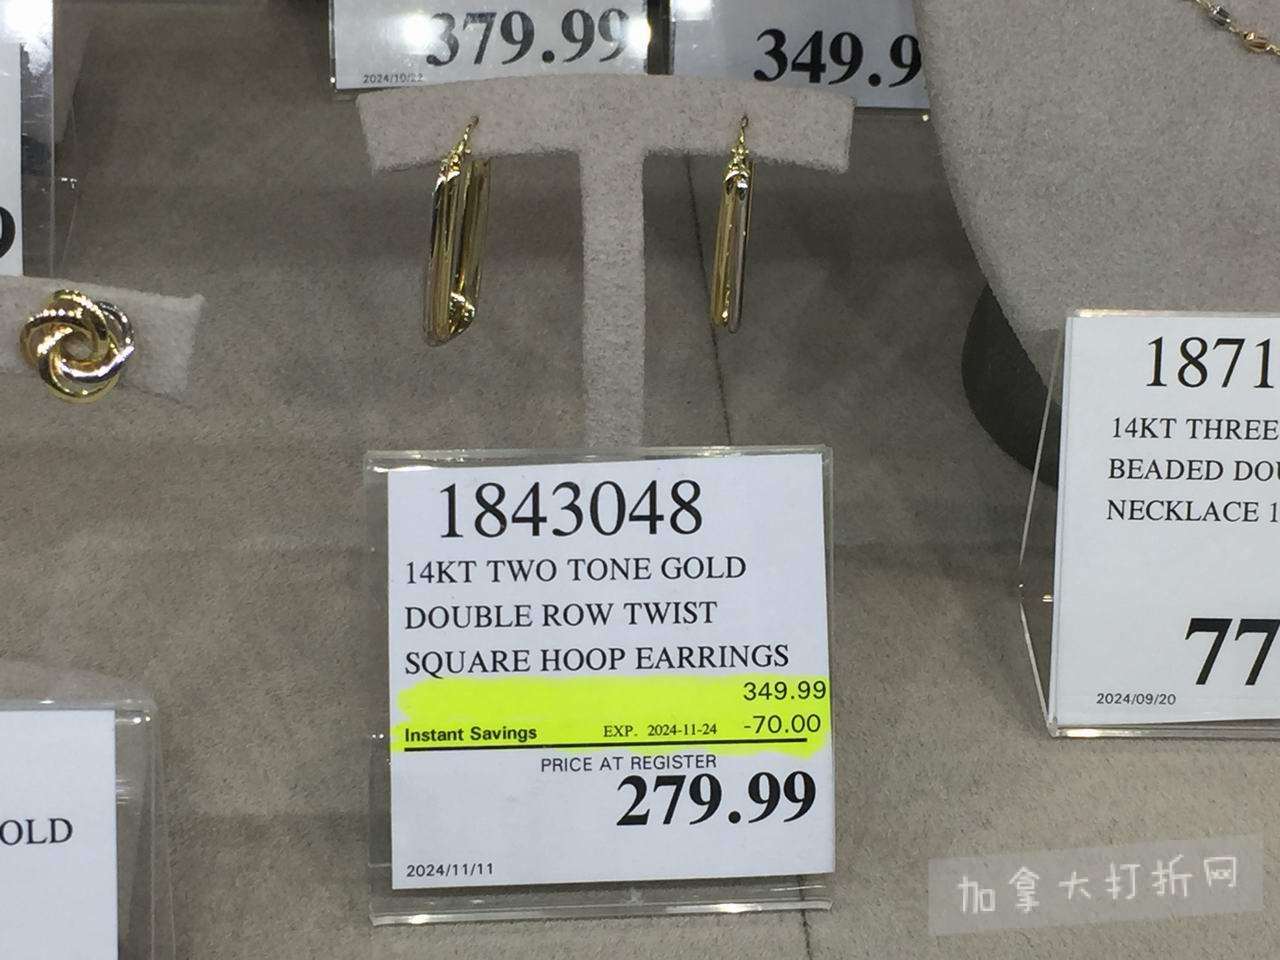 379.99
2024/10/22
349.9
1843048
14KT TWO TONE GOLD
DOUBLE ROW TWIST
SQUARE HOOP EARRINGS
349.99
Instant Savings EXP. 2024-11-24 -70.00
PRICE AT REGISTER
279.99
2024/11/11
1871
14KT THREE
BEADED DOU
NECKLACE 1
77
2024/09/20
OLD
加拿大打折网